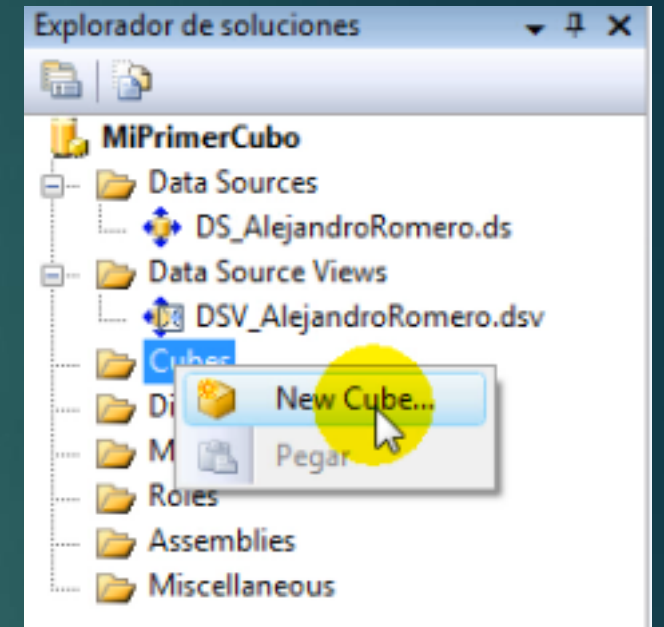 Explorador de soluciones
MiPrimerCubo
Data Sources
DS_AlejandroRomero.ds
Data Source Views
DSV_AlejandroRomero.dsv
Cubes
New Cube...
Pegar
Roles
Assemblies
Miscellaneous